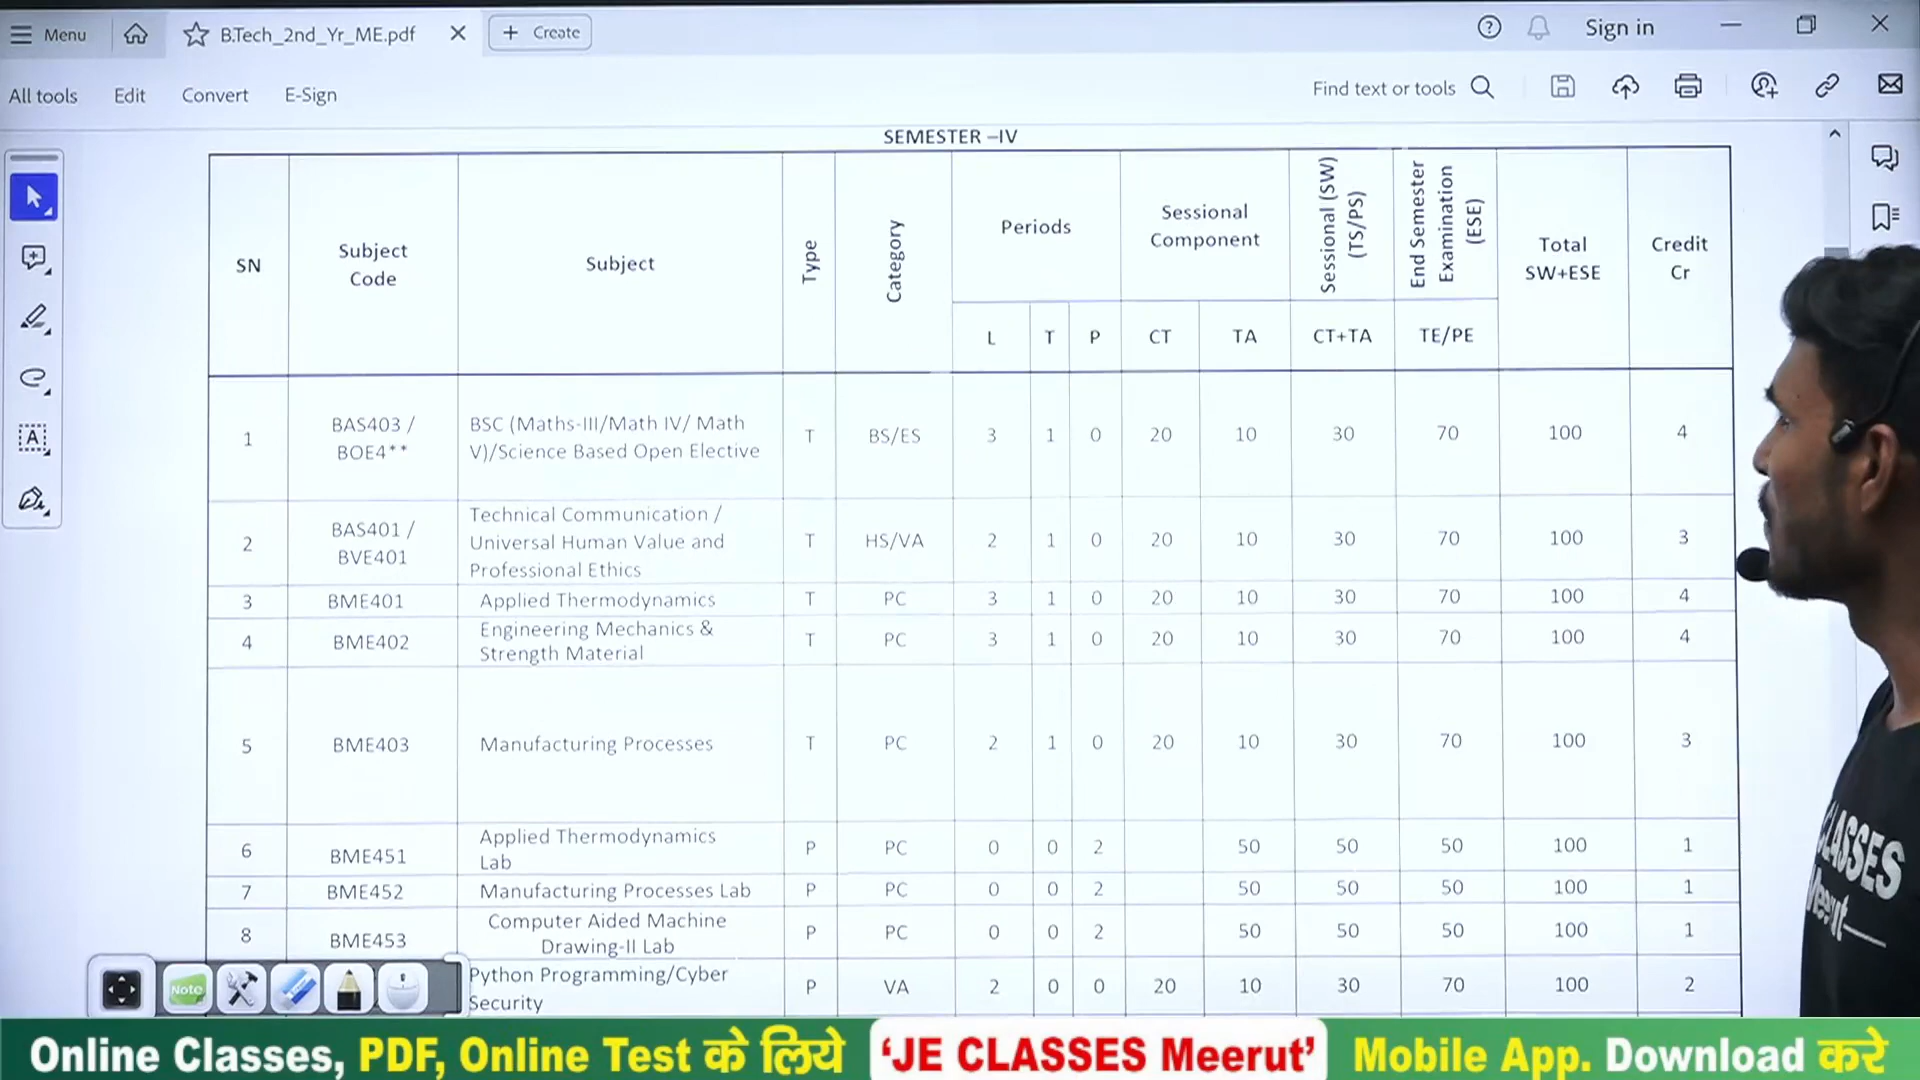 Menu
B.Tech_2nd_Yr_ME.pdf
Create
Sign in
All tools
Edit
Convert
E-Sign
Find text or tools
SEMESTER –IV
SN
Subject Code
Subject
Type
Category
Periods
Sessional Component
Sessional (SW) (TS/PS)
End Semester Examination (ESE)
Total SW+ESE
Credit Cr
L T P CT TA CT+TA TE/PE
1 BAS403 / BOE4** BSC (Maths-III/Math IV/ Math V)/Science Based Open Elective T BS/ES 3 1 0 20 10 30 70 100 4
2 BAS401 / BVE401 Technical Communication / Universal Human Value and Professional Ethics T HS/VA 2 1 0 20 10 30 70 100 3
3 BME401 Applied Thermodynamics T PC 3 1 0 20 10 30 70 100 4
4 BME402 Engineering Mechanics & Strength Material T PC 3 1 0 20 10 30 70 100 4
5 BME403 Manufacturing Processes T PC 2 1 0 20 10 30 70 100 3
6 BME451 Applied Thermodynamics Lab P PC 0 0 2 50 50 50 100 1
7 BME452 Manufacturing Processes Lab P PC 0 0 2 50 50 50 100 1
8 BME453 Computer Aided Machine Drawing-II Lab P PC 0 0 2 50 50 50 100 1
Python Programming/Cyber Security P VA 2 0 0 20 10 30 70 100 2
Note
CLASSES
Meerut
Online Classes, PDF, Online Test के लिये 'JE CLASSES Meerut' Mobile App. Download करे